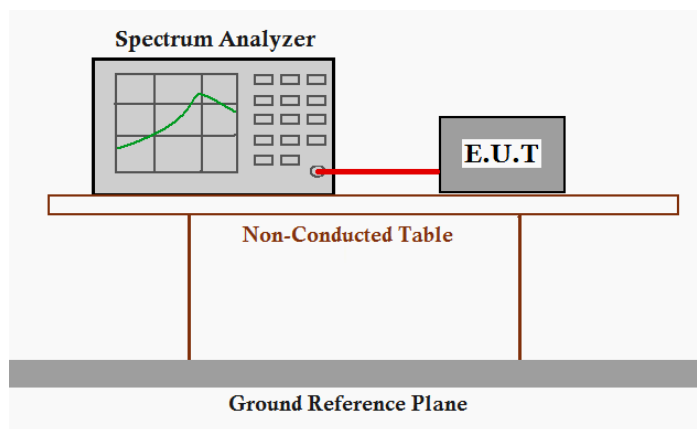 Spectrum Analyzer
E.U.T
Non-Conducted Table
Ground Reference Plane